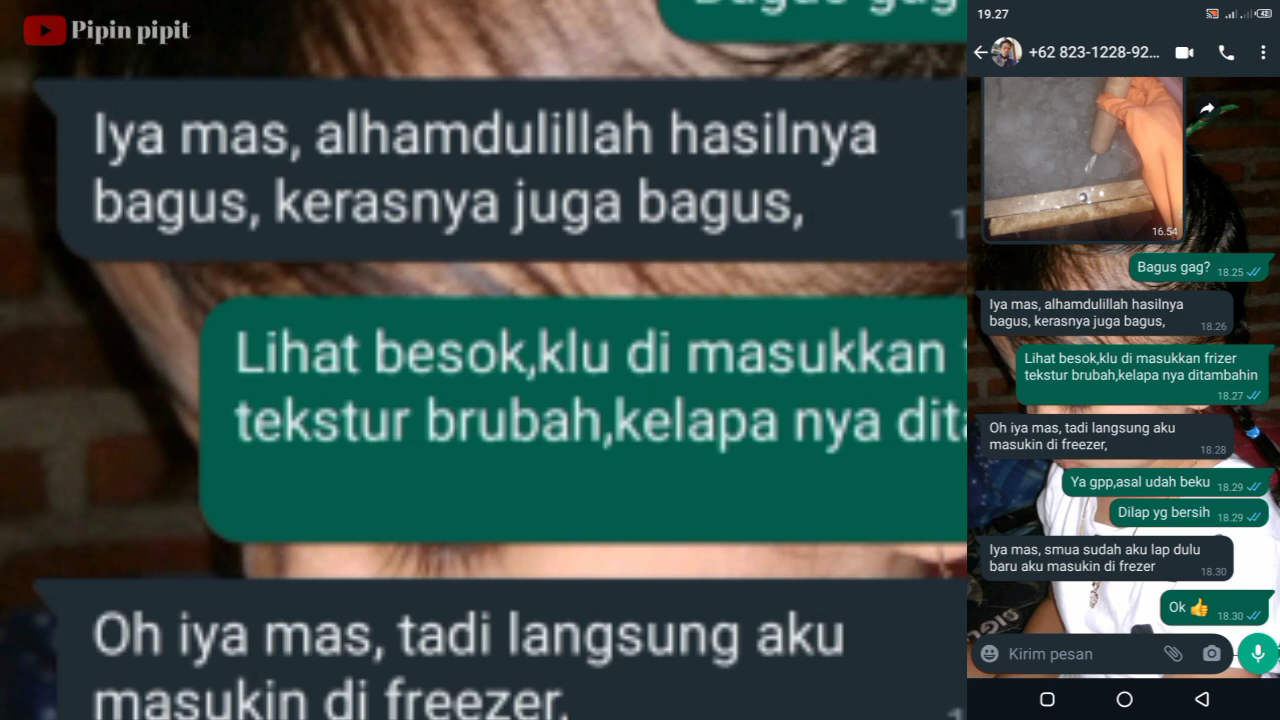 Pipin pipit
Bagus gag
Iya mas, alhamdulillah hasilnya
bagus, kerasnya juga bagus,
Lihat besok,klu di masukkan
tekstur brubah,kelapa nya dita
Oh iya mas, tadi langsung aku
masukin di freezer,
19.27
42
+62 823-1228-92...
16.54
Bagus gag?
18.25
Iya mas, alhamdulillah hasilnya
bagus, kerasnya juga bagus,
18.26
Lihat besok,klu di masukkan frizer
tekstur brubah,kelapa nya ditambahin
18.27
Oh iya mas, tadi langsung aku
masukin di freezer,
18.28
Ya gpp,asal udah beku
18.29
Dilap yg bersih
18.29
Iya mas, smua sudah aku lap dulu
baru aku masukin di frezer
18.30
Ok 👍
18.30
Kirim pesan